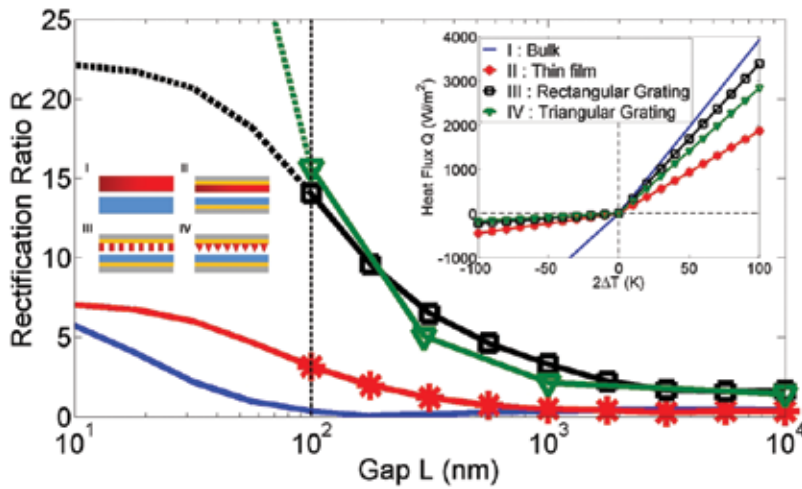 Rectification Ratio R
25
20
15
10
5
0
10^1
10^2
10^3
10^4
Gap L (nm)
I
II
III
IV
Heat Flux Q (W/m²)
4000
3000
2000
1000
0
-1000
-100
-50
0
50
100
2ΔT (K)
I : Bulk
II : Thin film
III : Rectangular Grating
IV : Triangular Grating